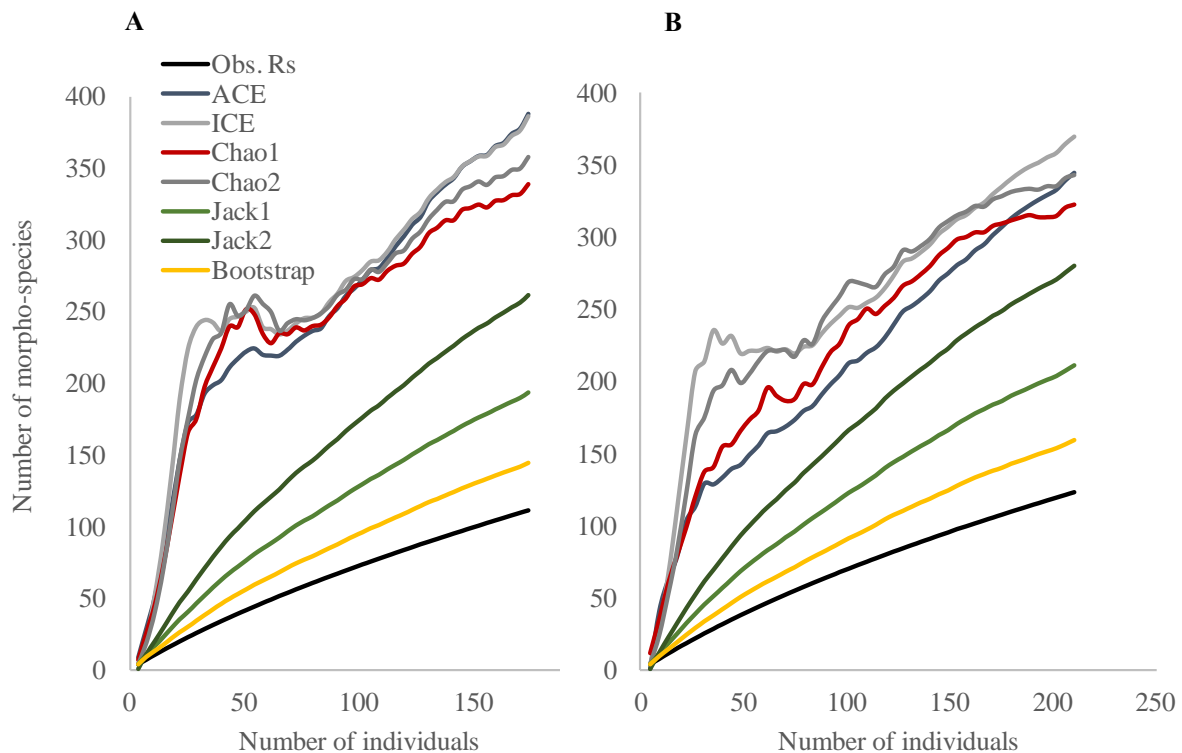 A
B
Obs. Rs
ACE
ICE
Chao1
Chao2
Jack1
Jack2
Bootstrap
Number of morpho-species
400
350
300
250
200
150
100
50
0
0 50 100 150
Number of individuals
400
350
300
250
200
150
100
50
0
0 50 100 150 200 250
Number of individuals